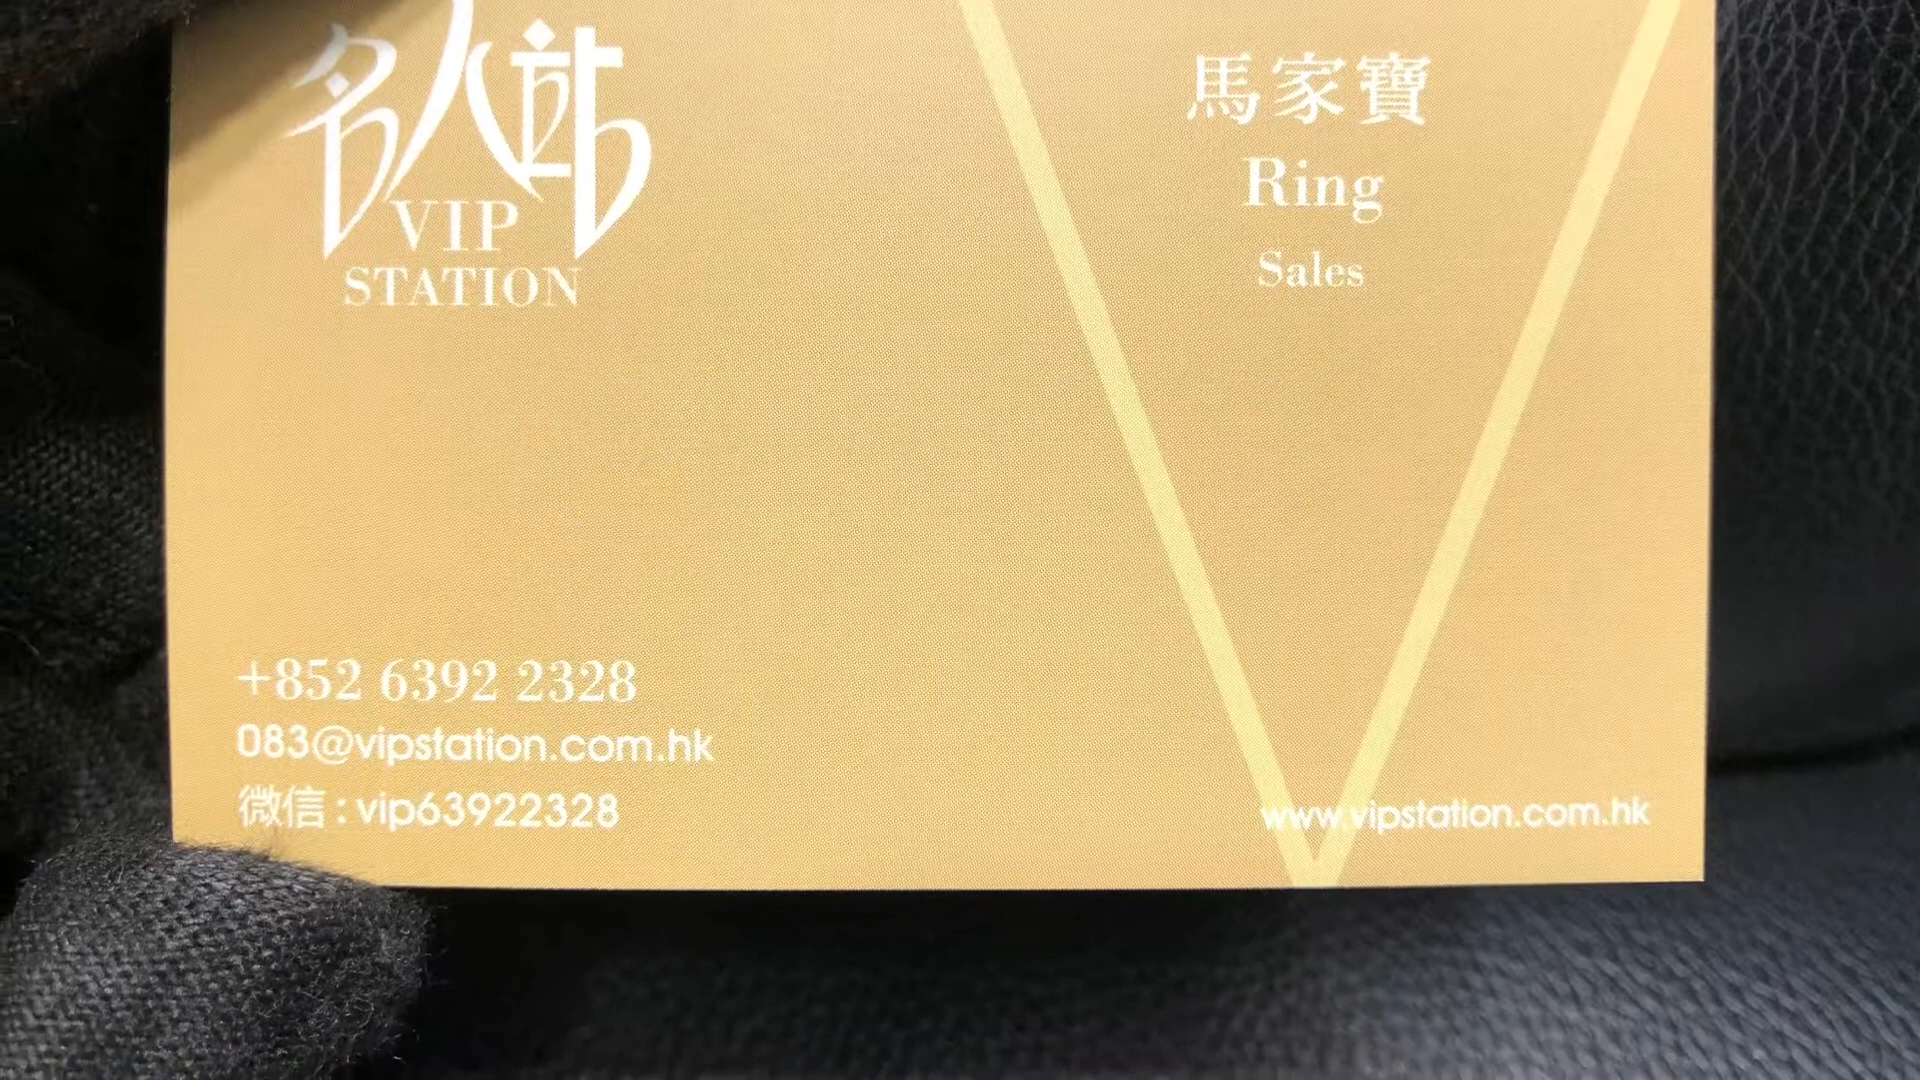 名人站
VIP
STATION
馬家寶
Ring
Sales
+852 6392 2328
083@vipstation.com.hk
微信 : vip63922328
www.vipstation.com.hk